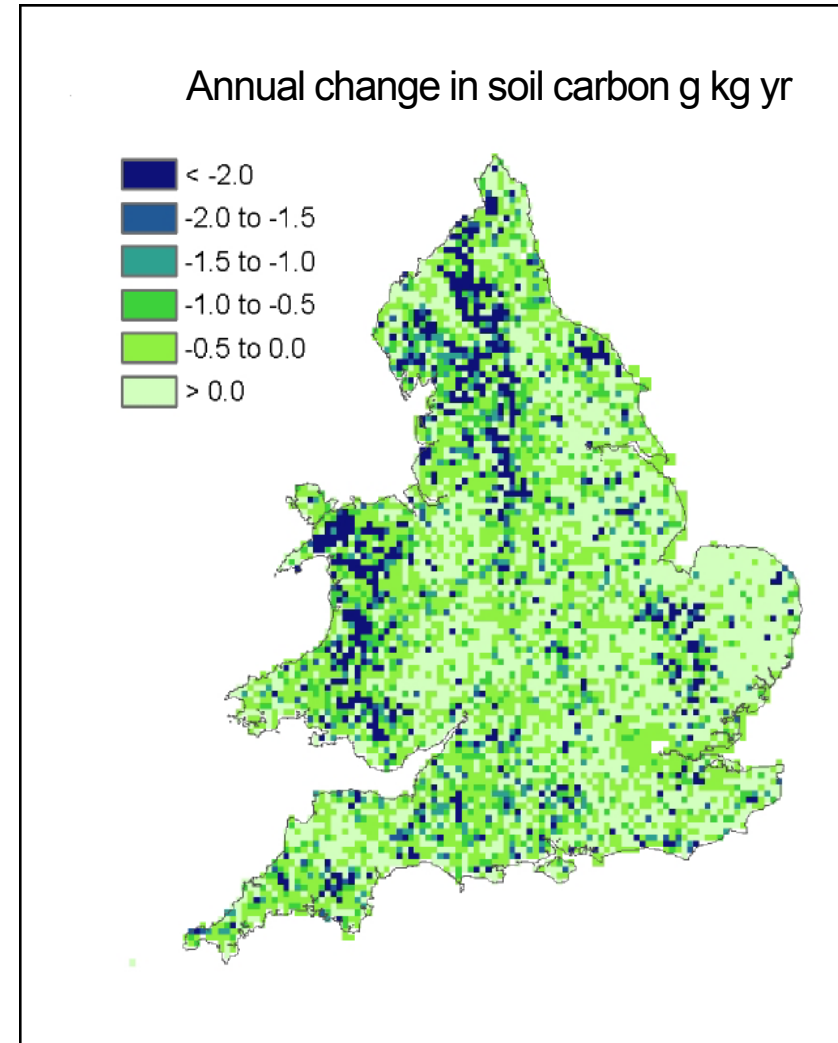 Annual change in soil carbon g kg yr
< -2.0
-2.0 to -1.5
-1.5 to -1.0
-1.0 to -0.5
-0.5 to 0.0
> 0.0